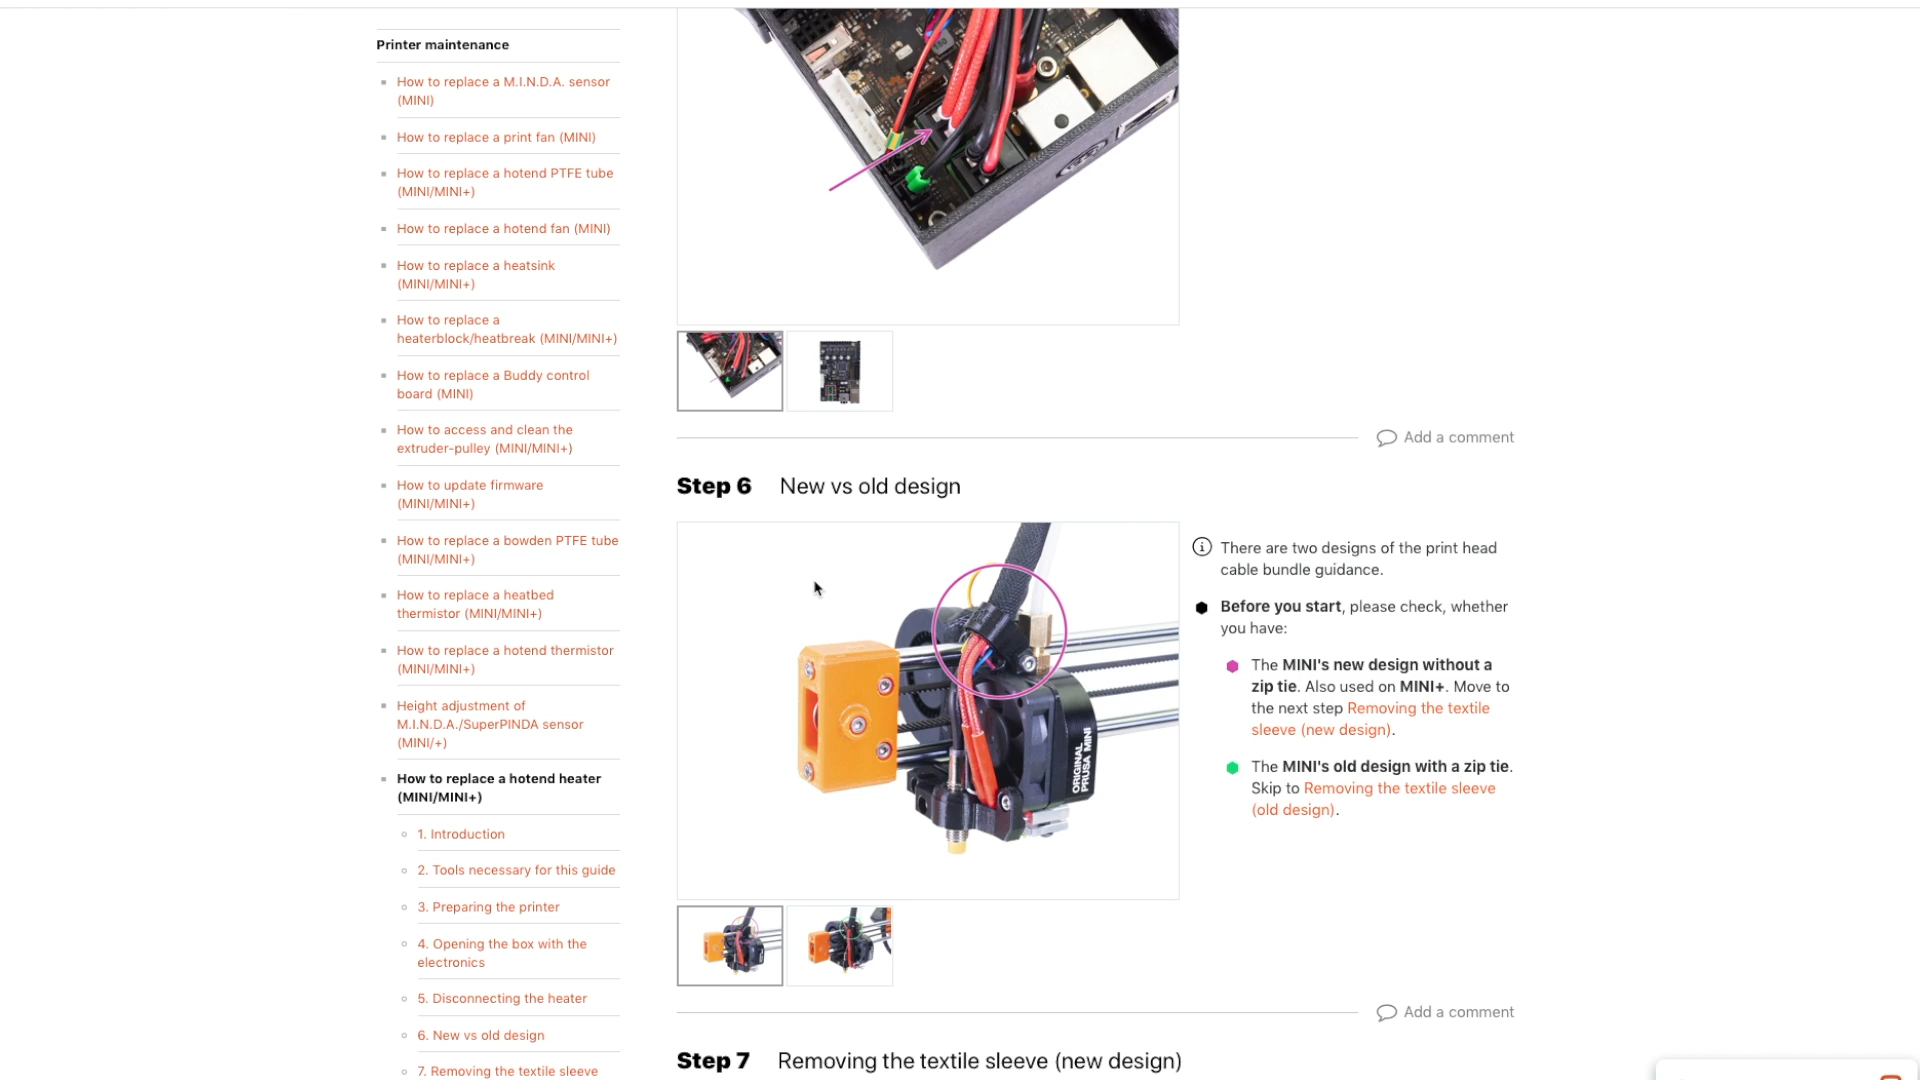 Printer maintenance
How to replace a M.I.N.D.A. sensor
(MINI)
How to replace a print fan (MINI)
How to replace a hotend PTFE tube
(MINI/MINI+)
How to replace a hotend fan (MINI)
How to replace a heatsink
(MINI/MINI+)
How to replace a
heaterblock/heatbreak (MINI/MINI+)
How to replace a Buddy control
board (MINI)
How to access and clean the
extruder-pulley (MINI/MINI+)
How to update firmware
(MINI/MINI+)
How to replace a bowden PTFE tube
(MINI/MINI+)
How to replace a heatbed
thermistor (MINI/MINI+)
How to replace a hotend thermistor
(MINI/MINI+)
Height adjustment of
M.I.N.D.A./SuperPINDA sensor
(MINI/+)
How to replace a hotend heater
(MINI/MINI+)
1. Introduction
2. Tools necessary for this guide
3. Preparing the printer
4. Opening the box with the
electronics
5. Disconnecting the heater
6. New vs old design
7. Removing the textile sleeve
Add a comment
Step 6 New vs old design
ORIGINAL
PRUSA MINI
There are two designs of the print head
cable bundle guidance.
Before you start, please check, whether
you have:
The MINI's new design without a
zip tie. Also used on MINI+. Move to
the next step Removing the textile
sleeve (new design).
The MINI's old design with a zip tie.
Skip to Removing the textile sleeve
(old design).
Add a comment
Step 7 Removing the textile sleeve (new design)